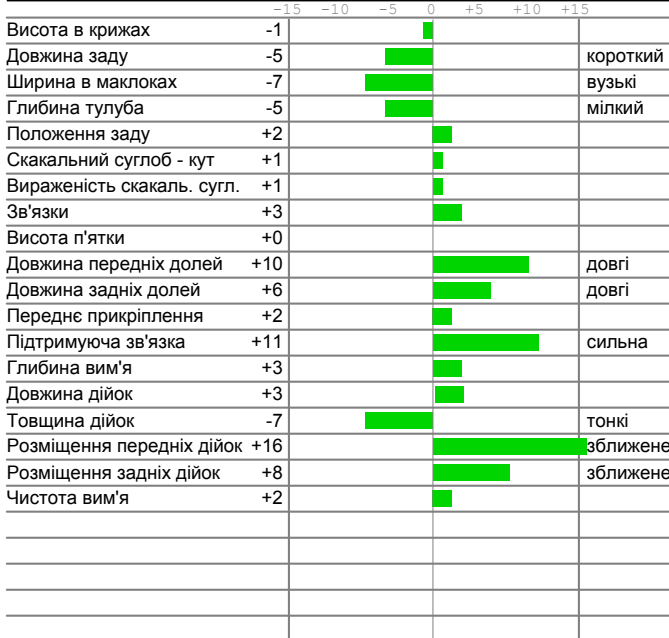 -15 -10 -5 0 +5 +10 +15
Висота в крижах -1
Довжина заду -5 короткий
Ширина в маклоках -7 вузькі
Глибина тулуба -5 мілкий
Положення заду +2
Скакальний суглоб - кут +1
Вираженість скакаль. сугл. +1
Зв'язки +3
Висота п'ятки +0
Довжина передніх долей +10 довгі
Довжина задніх долей +6 довгі
Переднє прикріплення +2
Підтримуюча зв'язка +11 сильна
Глибина вим'я +3
Довжина дійок +3
Товщина дійок -7 тонкі
Розміщення передніх дійок +16 зближене
Розміщення задніх дійок +8 зближене
Чистота вим'я +2